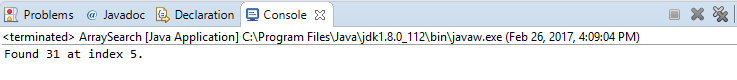 Problems @ Javadoc Declaration Console
<terminated> ArraySearch [Java Application] C:\Program Files\Java\jdk1.8.0_112\bin\javaw.exe (Feb 26, 2017, 4:09:04 PM)
Found 31 at index 5.